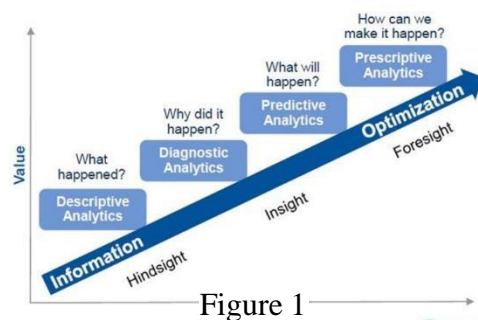 How can we
make it happen?
Prescriptive
Analytics
What will
happen?
Predictive
Analytics
Why did it
happen?
Diagnostic
Analytics
What
happened?
Descriptive
Analytics
Value
Information
Optimization
Hindsight
Insight
Foresight
Figure 1